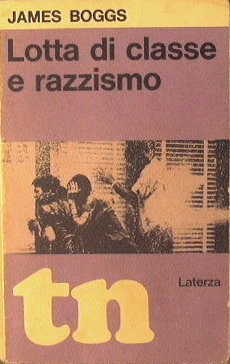 JAMES BOGGS
Lotta di classe
e razzismo
Laterza
tn